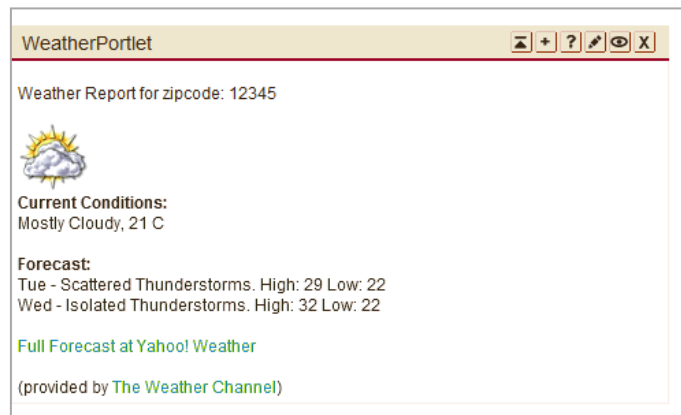 WeatherPortlet
+ ? X
Weather Report for zipcode: 12345
Current Conditions:
Mostly Cloudy, 21 C
Forecast:
Tue - Scattered Thunderstorms. High: 29 Low: 22
Wed - Isolated Thunderstorms. High: 32 Low: 22
Full Forecast at Yahoo! Weather
(provided by The Weather Channel)